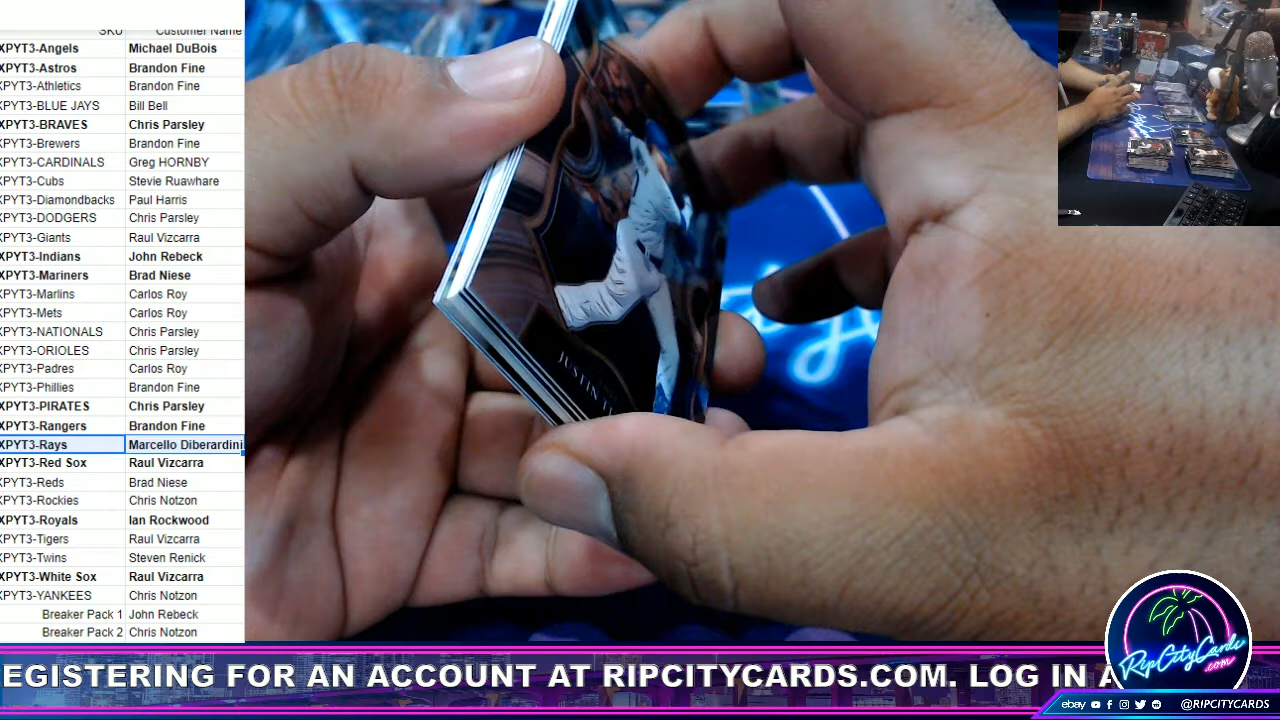 SKU Customer Name
XPYT3-Angels Michael DuBois
XPYT3-Astros Brandon Fine
XPYT3-Athletics Brandon Fine
XPYT3-BLUE JAYS Bill Bell
XPYT3-BRAVES Chris Parsley
XPYT3-Brewers Brandon Fine
XPYT3-CARDINALS Greg HORNBY
XPYT3-Cubs Stevie Ruawhare
XPYT3-Diamondbacks Paul Harris
XPYT3-DODGERS Chris Parsley
XPYT3-Giants Raul Vizcarra
XPYT3-Indians John Rebeck
XPYT3-Mariners Brad Niese
XPYT3-Marlins Carlos Roy
XPYT3-Mets Carlos Roy
XPYT3-NATIONALS Chris Parsley
XPYT3-ORIOLES Chris Parsley
XPYT3-Padres Carlos Roy
XPYT3-Phillies Brandon Fine
XPYT3-PIRATES Chris Parsley
XPYT3-Rangers Brandon Fine
XPYT3-Rays Marcello Diberardini
XPYT3-Red Sox Raul Vizcarra
XPYT3-Reds Brad Niese
XPYT3-Rockies Chris Notzon
XPYT3-Royals Ian Rockwood
XPYT3-Tigers Raul Vizcarra
XPYT3-Twins Steven Renick
XPYT3-White Sox Raul Vizcarra
XPYT3-YANKEES Chris Notzon
Breaker Pack 1 John Rebeck
Breaker Pack 2 Chris Notzon
JUSTIN
EGISTERING FOR AN ACCOUNT AT RIPCITYCARDS.COM. LOG IN A
RipCityCards
.com
ebay @RIPCITYCARDS